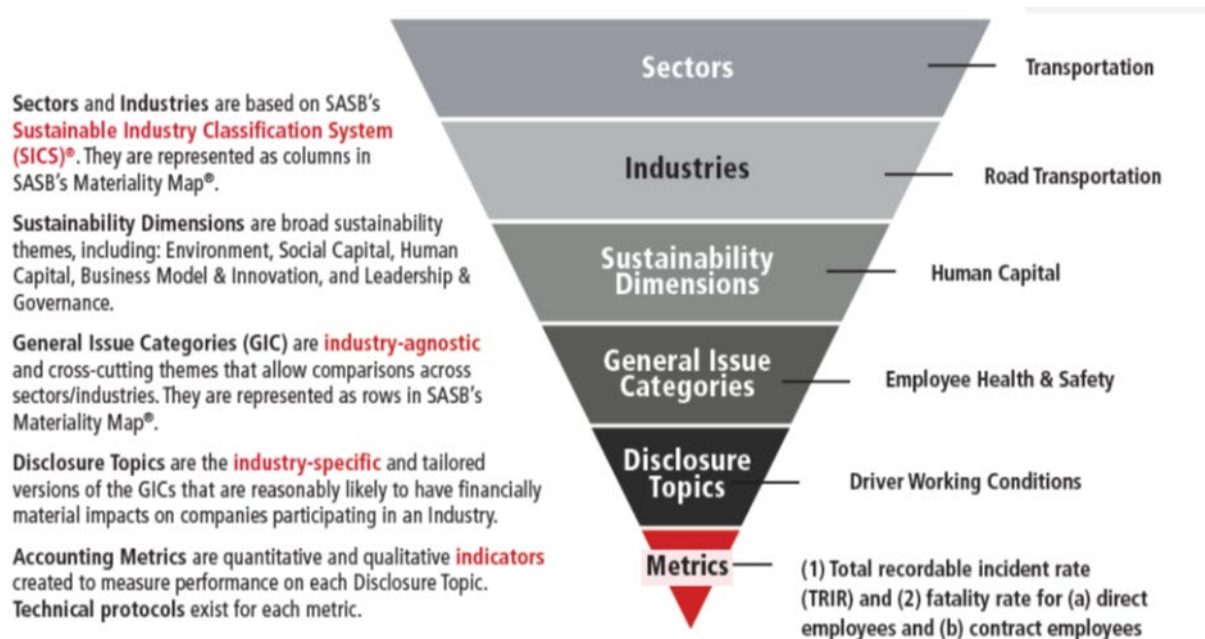 Sectors and Industries are based on SASB's
Sustainable Industry Classification System
(SICS)®. They are represented as columns in
SASB's Materiality Map®.
Sustainability Dimensions are broad sustainability
themes, including: Environment, Social Capital, Human
Capital, Business Model & Innovation, and Leadership &
Governance.
General Issue Categories (GIC) are industry-agnostic
and cross-cutting themes that allow comparisons across
sectors/industries. They are represented as rows in SASB's
Materiality Map®.
Disclosure Topics are the industry-specific and tailored
versions of the GICs that are reasonably likely to have financially
material impacts on companies participating in an Industry.
Accounting Metrics are quantitative and qualitative indicators
created to measure performance on each Disclosure Topic.
Technical protocols exist for each metric.
Sectors
Transportation
Industries
Road Transportation
Sustainability
Dimensions
Human Capital
General Issue
Categories
Employee Health & Safety
Disclosure
Topics
Driver Working Conditions
Metrics
(1) Total recordable incident rate
(TRIR) and (2) fatality rate for (a) direct
employees and (b) contract employees